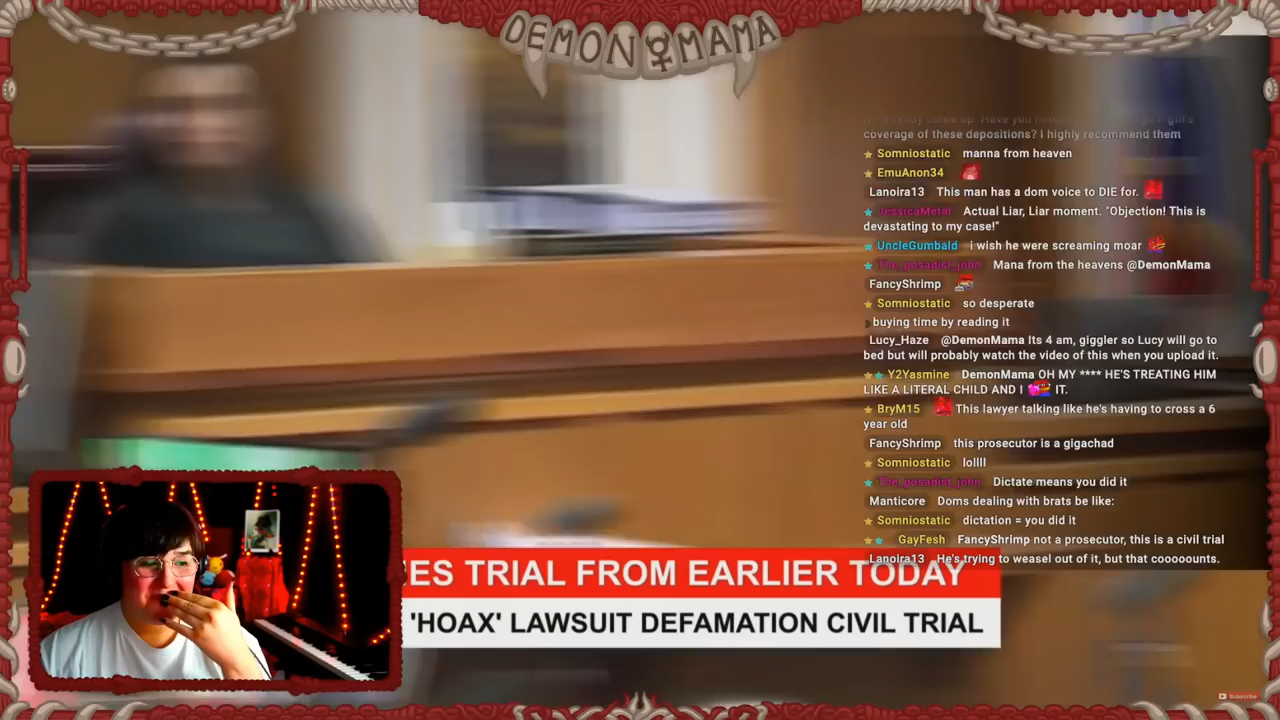 DEMON MAMA
coverage of these depositions? I highly recommend them
Somniostatic manna from heaven
EmuAnon34
Lanoira13 This man has a dom voice to DIE for.
JessicaMetal Actual Liar, Liar moment. "Objection! This is
devastating to my case!"
UncleGumbald i wish he were screaming moar
The_posadist_john Mana from the heavens @DemonMama
FancyShrimp
Somniostatic so desperate
buying time by reading it
Lucy_Haze @DemonMama Its 4 am, giggler so Lucy will go to
bed but will probably watch the video of this when you upload it.
Y2Yasmine DemonMama OH MY **** HE'S TREATING HIM
LIKE A LITERAL CHILD AND I IT.
BryM15 This lawyer talking like he's having to cross a 6
year old
FancyShrimp this prosecutor is a gigachad
Somniostatic lollll
The_posadist_john Dictate means you did it
Manticore Doms dealing with brats be like:
Somniostatic dictation = you did it
GayFesh FancyShrimp not a prosecutor, this is a civil trial
Lanoira13 He's trying to weasel out of it, but that cooooounts.
ES TRIAL FROM EARLIER TODAY
'HOAX' LAWSUIT DEFAMATION CIVIL TRIAL
Subscribe